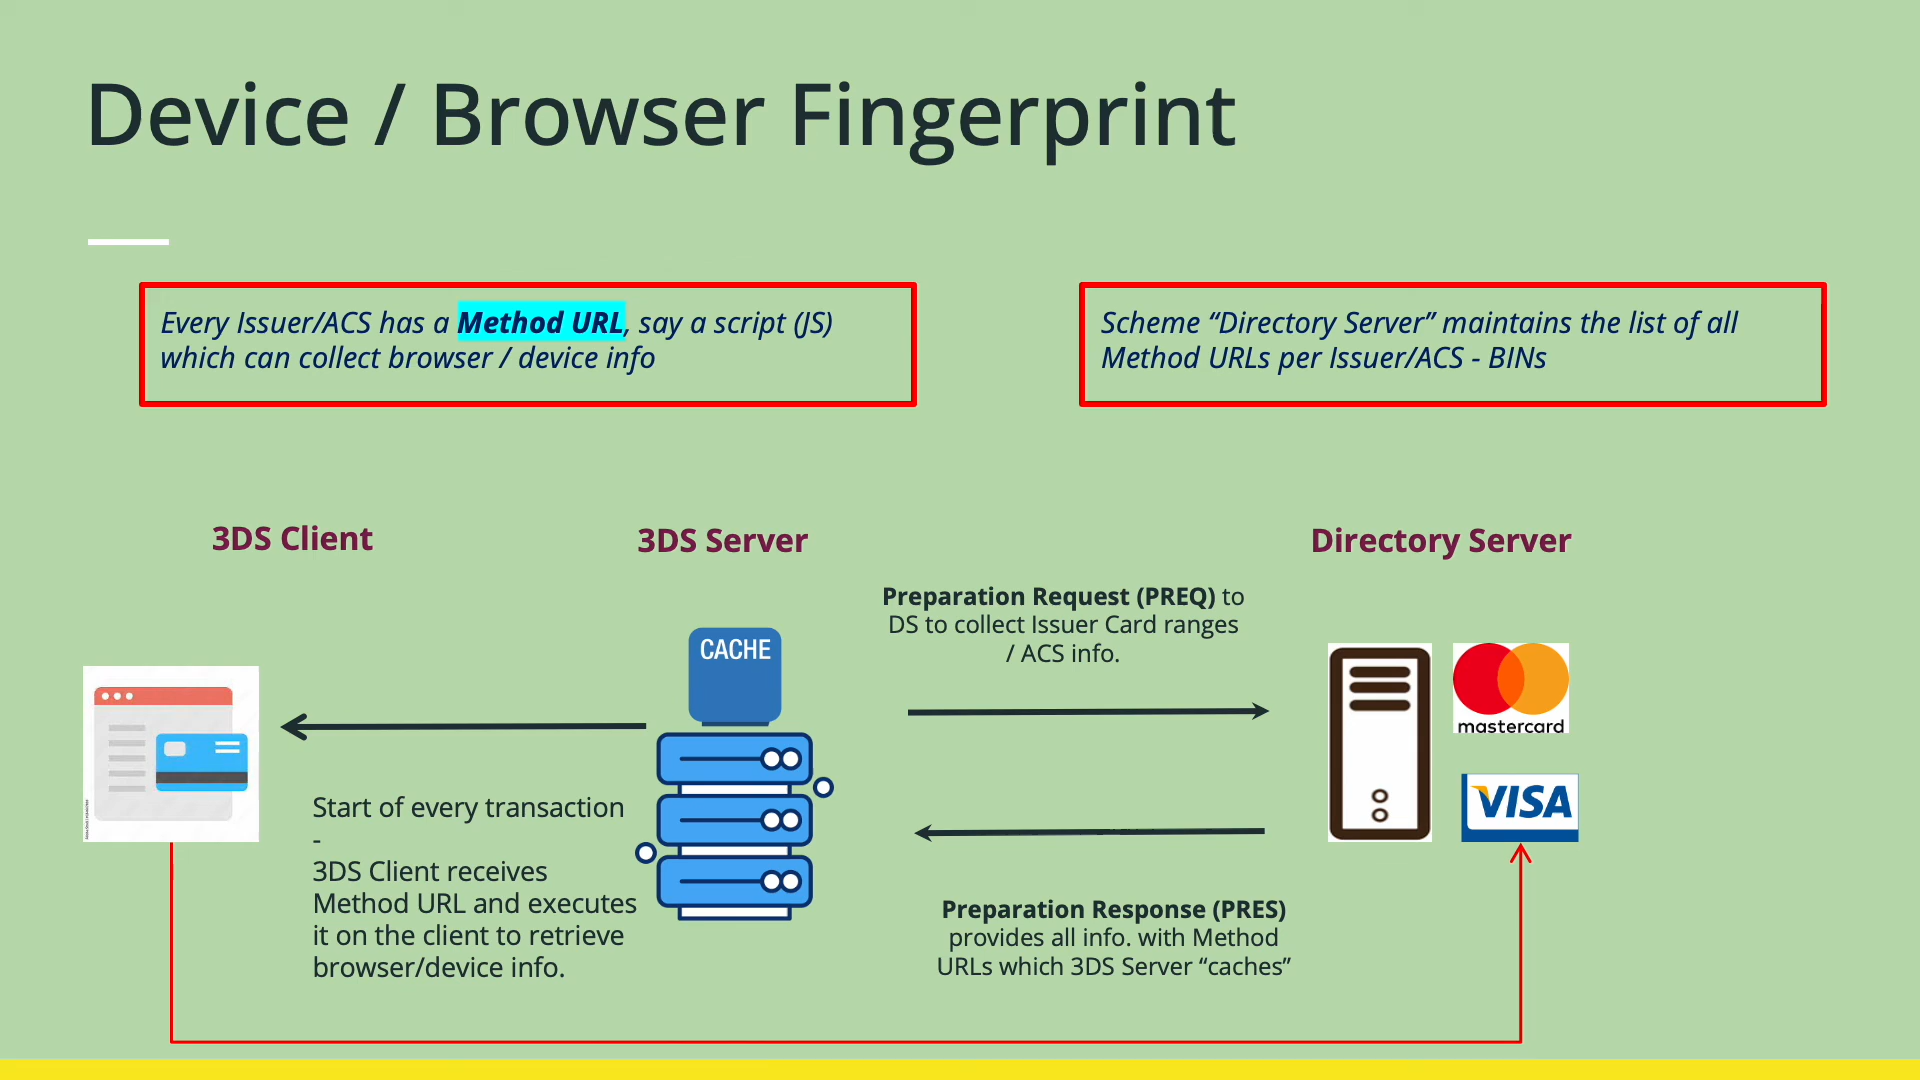 Device / Browser Fingerprint
Every Issuer/ACS has a Method URL, say a script (JS)
which can collect browser / device info
Scheme “Directory Server” maintains the list of all
Method URLs per Issuer/ACS - BINs
3DS Client
3DS Server
Directory Server
Preparation Request (PREQ) to
DS to collect Issuer Card ranges
/ ACS info.
CACHE
mastercard
VISA
Start of every transaction
-
3DS Client receives
Method URL and executes
it on the client to retrieve
browser/device info.
Preparation Response (PRES)
provides all info. with Method
URLs which 3DS Server “caches”